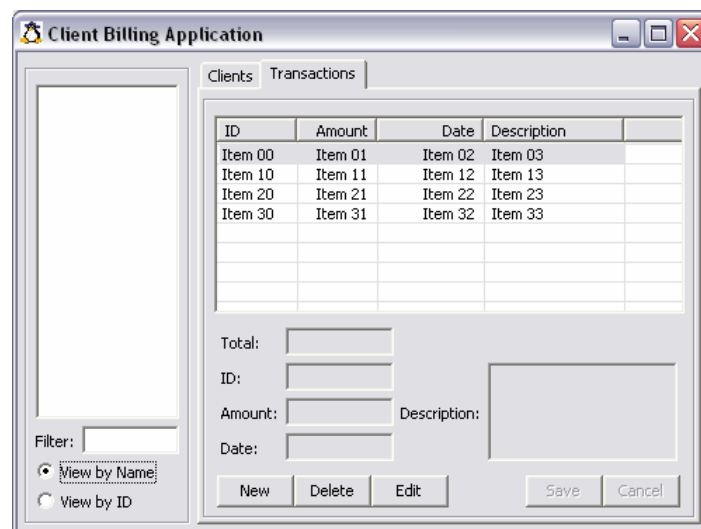 Client Billing Application
Clients Transactions
ID Amount Date Description
Item 00 Item 01 Item 02 Item 03
Item 10 Item 11 Item 12 Item 13
Item 20 Item 21 Item 22 Item 23
Item 30 Item 31 Item 32 Item 33
Total:
ID:
Amount: Description:
Date:
Filter:
View by Name
View by ID
New Delete Edit Save Cancel